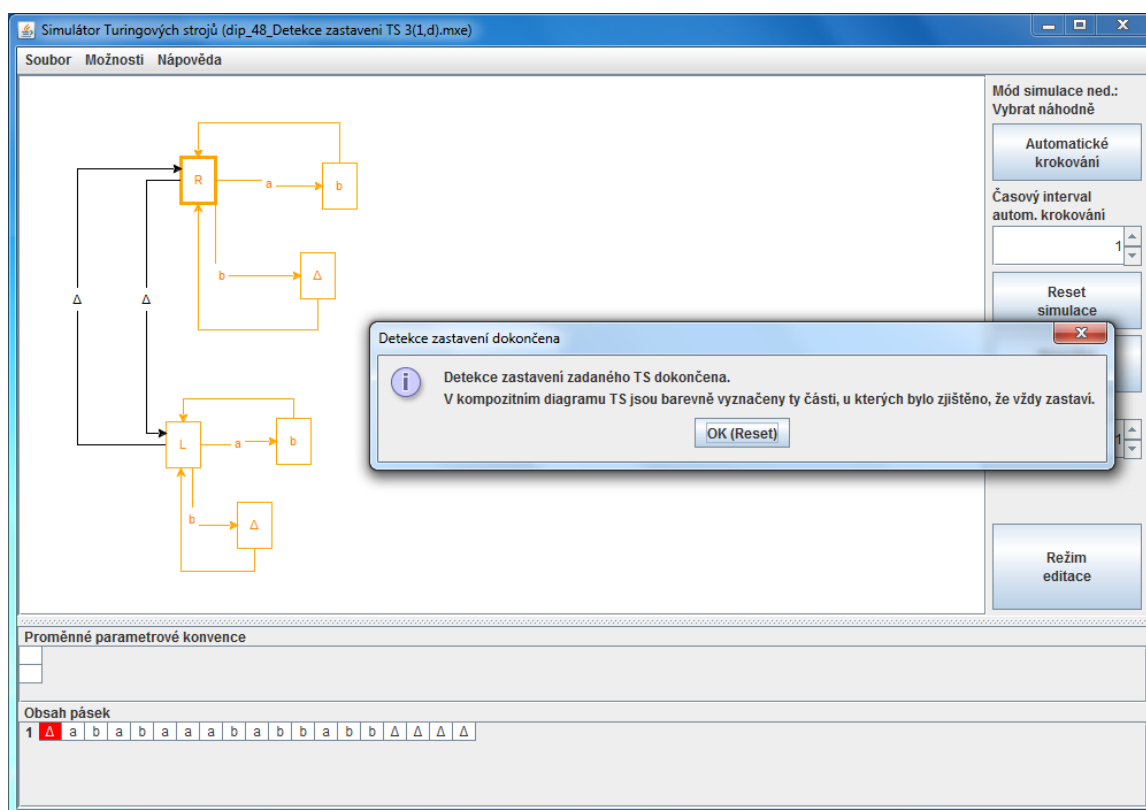 Simulátor Turingových strojů (dip_48_Detekce zastaveni TS 3(1,d).mxe)
Soubor Možnosti Nápověda
Mód simulace ned.:
Vybrat náhodně
Automatické
krokování
Časový interval
autom. krokování
1
Reset
simulace
R
a
b
b
Δ
Δ
Δ
L
a
b
b
Δ
Detekce zastavení dokončena
Detekce zastavení zadaného TS dokončena.
V kompozitním diagramu TS jsou barevně vyznačeny ty části, u kterých bylo zjištěno, že vždy zastaví.
OK (Reset)
1
Režim
editace
Proměnné parametrové konvence
Obsah pásek
1 Δ a b a b a a a b a b b a b b Δ Δ Δ Δ